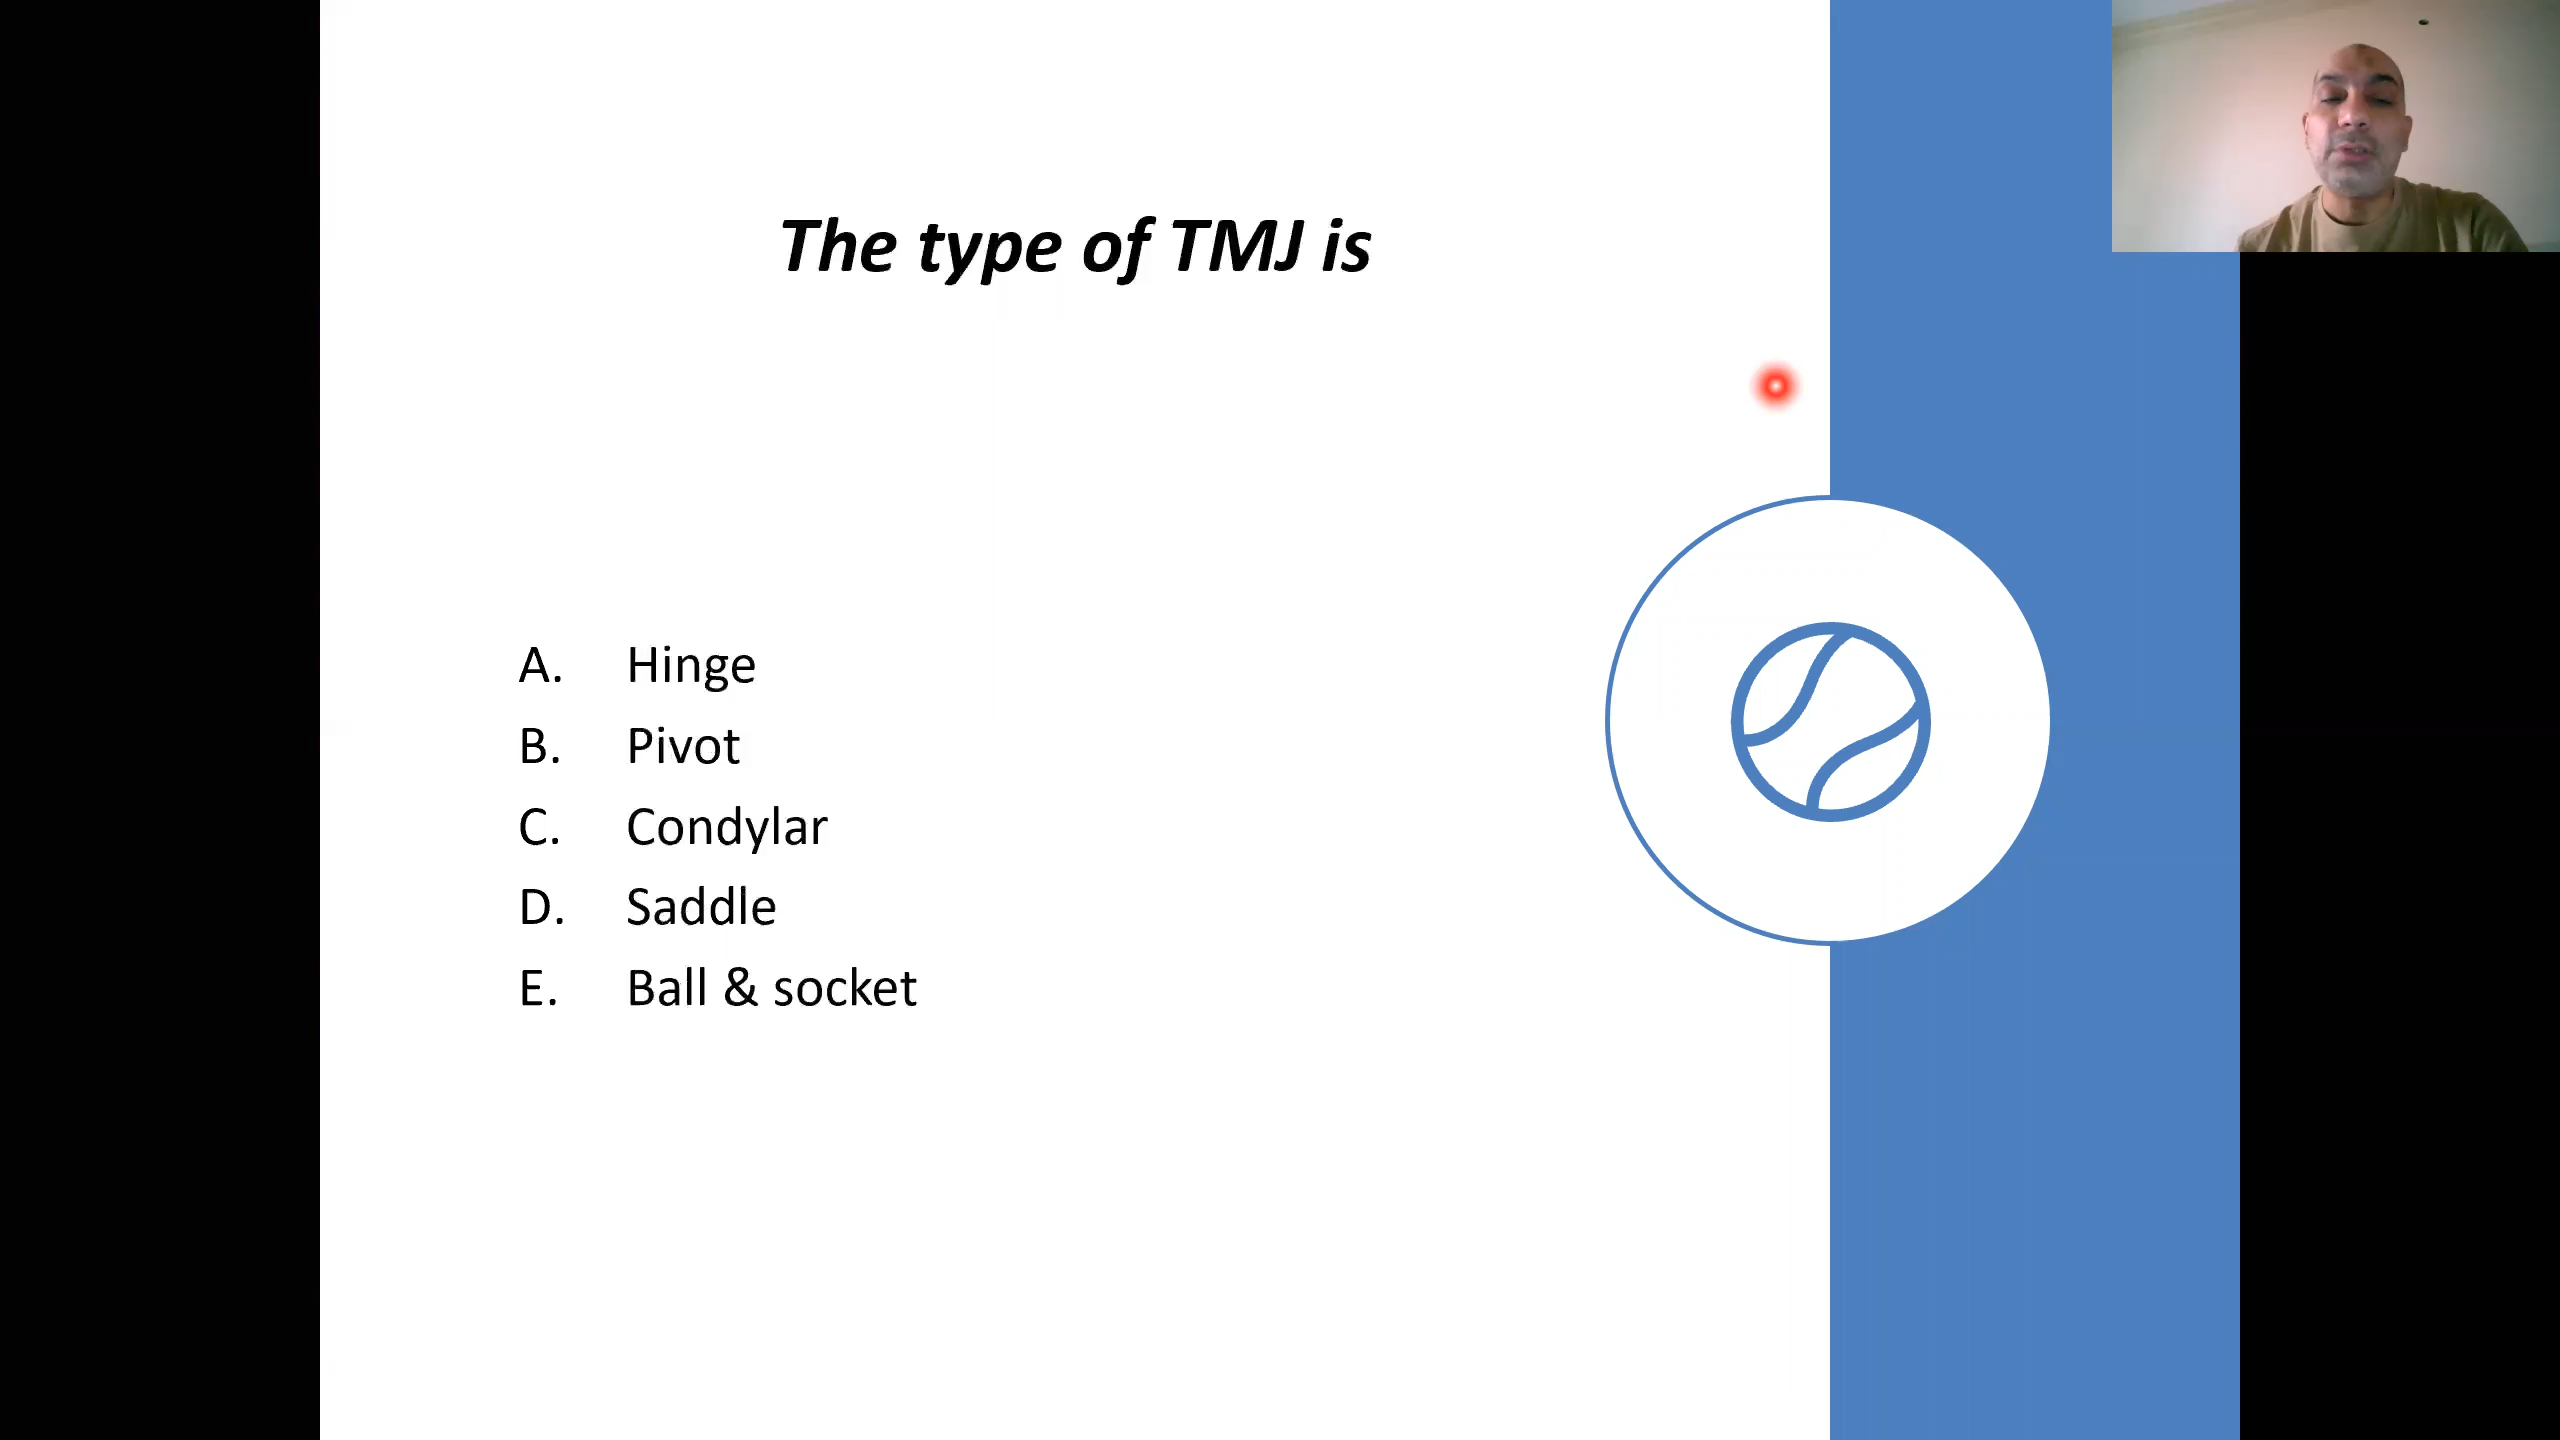 The type of TMJ is
A. Hinge
B. Pivot
C. Condylar
D. Saddle
E. Ball & socket